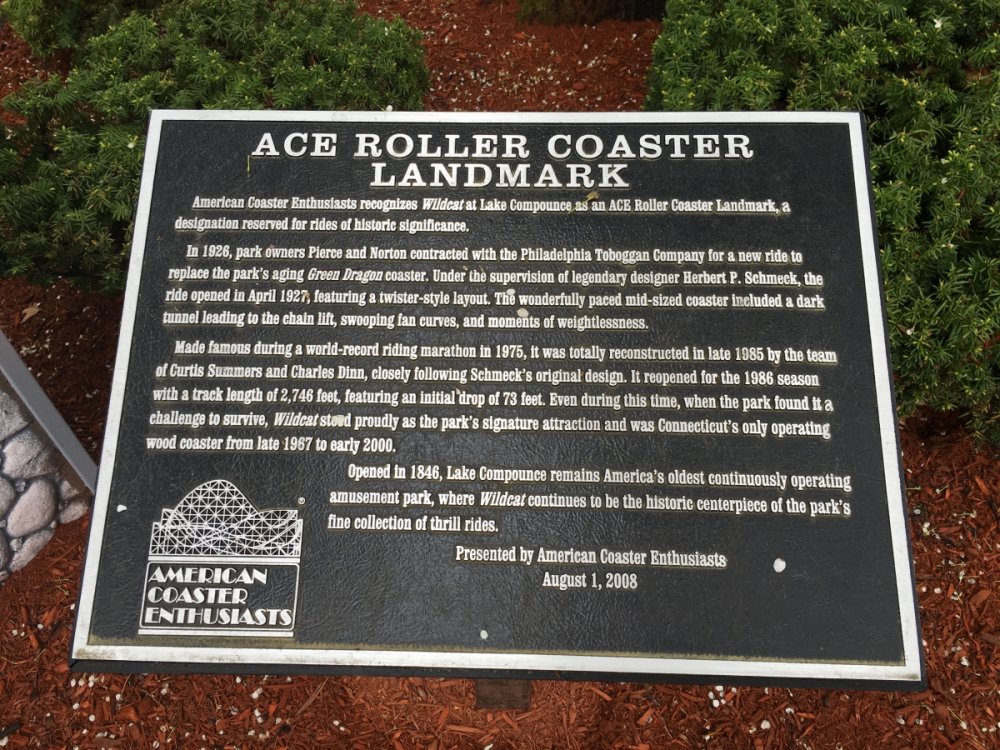 ACE ROLLER COASTER
LANDMARK
American Coaster Enthusiasts recognizes Wildcat at Lake Compounce as an ACE Roller Coaster Landmark, a
designation reserved for rides of historic significance.
In 1926, park owners Pierce and Norton contracted with the Philadelphia Toboggan Company for a new ride to
replace the park's aging Green Dragon coaster. Under the supervision of legendary designer Herbert P. Schmeck, the
ride opened in April 1927, featuring a twister-style layout. The wonderfully paced mid-sized coaster included a dark
tunnel leading to the chain lift, swooping fan curves, and moments of weightlessness.
Made famous during a world-record riding marathon in 1975, it was totally reconstructed in late 1985 by the team
of Curtis Summers and Charles Dinn, closely following Schmeck's original design. It reopened for the 1986 season
with a track length of 2,746 feet, featuring an initial drop of 73 feet. Even during this time, when the park found it a
challenge to survive, Wildcat stood proudly as the park's signature attraction and was Connecticut's only operating
wood coaster from late 1967 to early 2000.
Opened in 1846, Lake Compounce remains America's oldest continuously operating
amusement park, where Wildcat continues to be the historic centerpiece of the park's
fine collection of thrill rides.
Presented by American Coaster Enthusiasts
August 1, 2008
®
AMERICAN
COASTER
ENTHUSIASTS